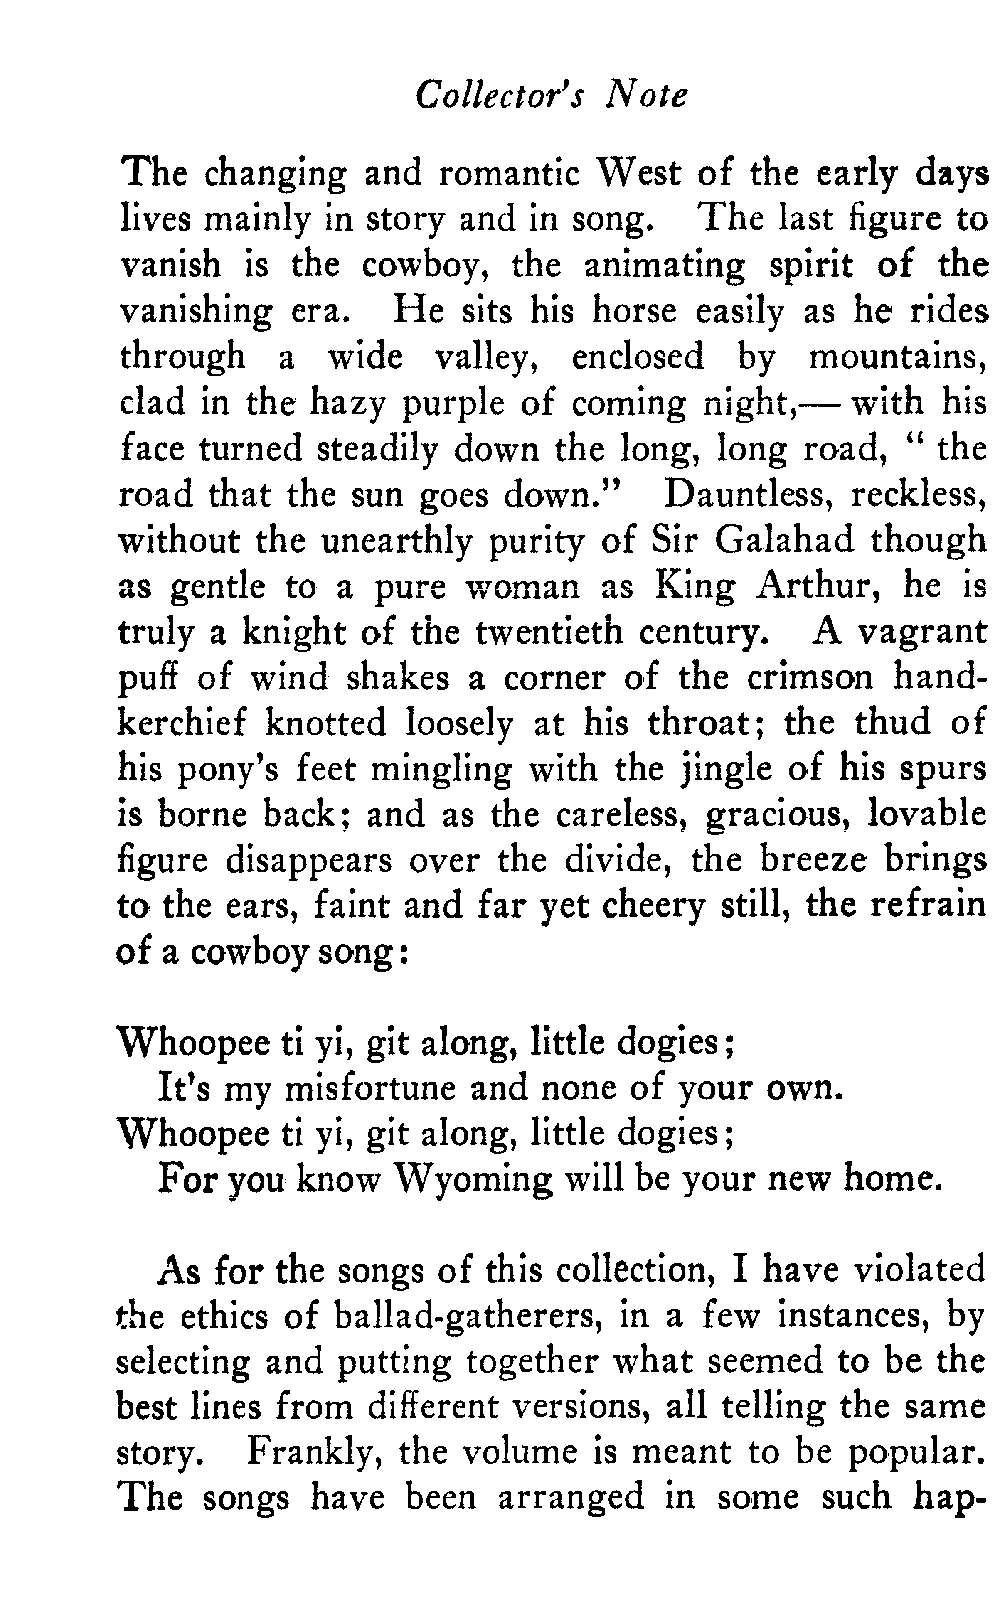 Collector's Note
The changing and romantic West of the early days
lives mainly in story and in song. The last figure to
vanish is the cowboy, the animating spirit of the
vanishing era. He sits his horse easily as he rides
through a wide valley, enclosed by mountains,
clad in the hazy purple of coming night,— with his
face turned steadily down the long, long road, " the
road that the sun goes down." Dauntless, reckless,
without the unearthly purity of Sir Galahad though
as gentle to a pure woman as King Arthur, he is
truly a knight of the twentieth century. A vagrant
puff of wind shakes a corner of the crimson hand-
kerchief knotted loosely at his throat; the thud of
his pony's feet mingling with the jingle of his spurs
is borne back; and as the careless, gracious, lovable
figure disappears over the divide, the breeze brings
to the ears, faint and far yet cheery still, the refrain
of a cowboy song:
Whoopee ti yi, git along, little dogies;
It's my misfortune and none of your own.
Whoopee ti yi, git along, little dogies;
For you know Wyoming will be your new home.
As for the songs of this collection, I have violated
the ethics of ballad-gatherers, in a few instances, by
selecting and putting together what seemed to be the
best lines from different versions, all telling the same
story. Frankly, the volume is meant to be popular.
The songs have been arranged in some such hap-